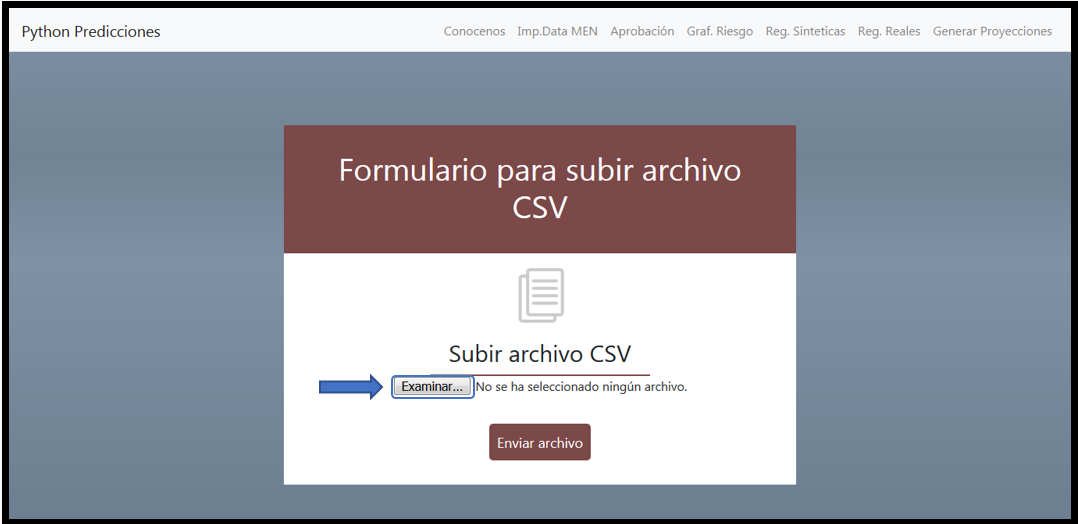 Python Predicciones
Conocenos Imp.Data MEN Aprobación Graf. Riesgo Reg. Sinteticas Reg. Reales Generar Proyecciones
Formulario para subir archivo
CSV
Subir archivo CSV
Examinar... No se ha seleccionado ningún archivo.
Enviar archivo